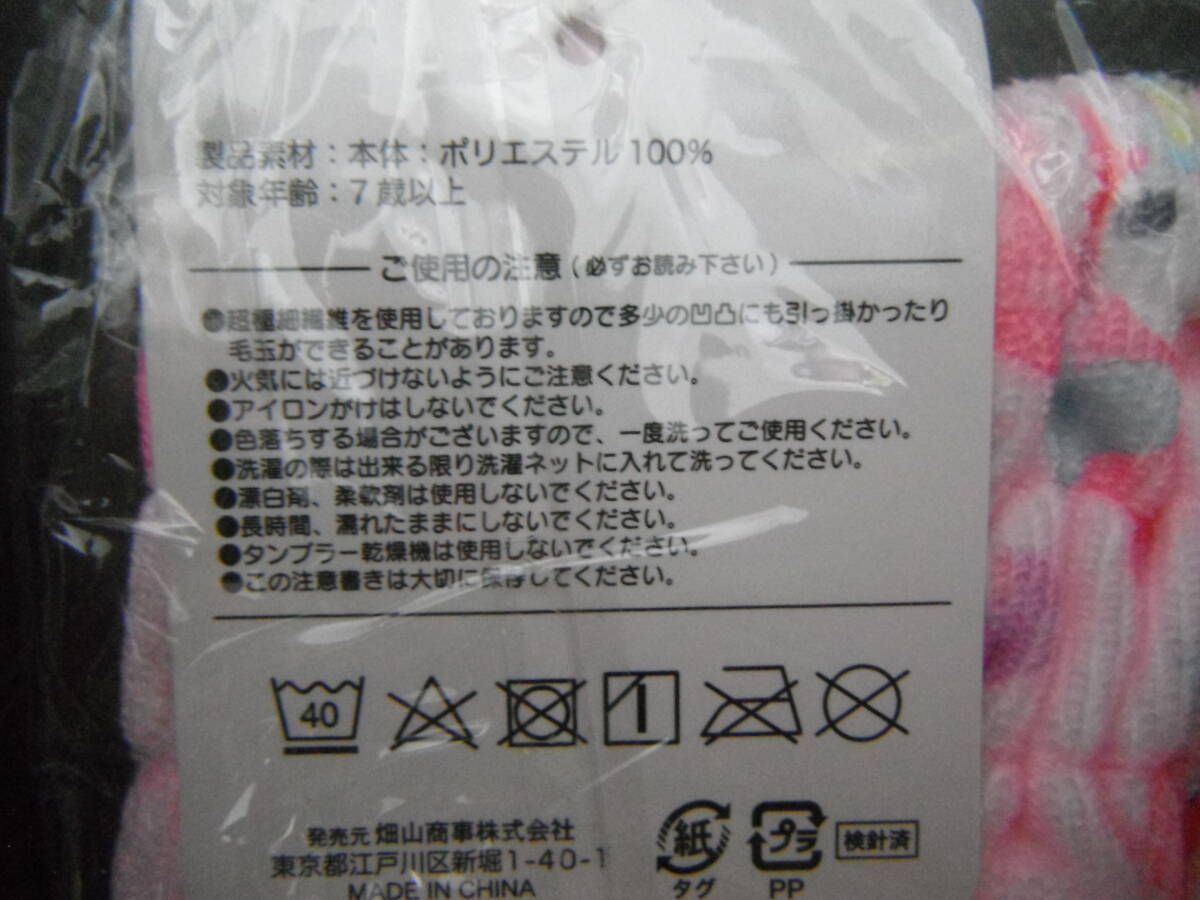 製品素材：本体：ポリエステル 100%
対象年齢：7 歳以上
ご使用の注意（必ずお読み下さい）
●超極細繊維を使用しておりますので多少の凹凸にも引っ掛かったり
毛玉ができることがあります。
●火気には近づけないようにご注意ください。
●アイロンがけはしないでください。
●色落ちする場合がございますので、一度洗ってご使用ください。
●洗濯の際は出来る限り洗濯ネットに入れて洗ってください。
●漂白剤、柔軟剤は使用しないでください。
●長時間、濡れたままにしないでください。
●タンブラー乾燥機は使用しないでください。
●この注意書きは大切に保存してください。
40
発売元 畑山商事株式会社
東京都江戸川区新堀1-40-1
MADE IN CHINA
紙 プラ 検針済
タグ PP